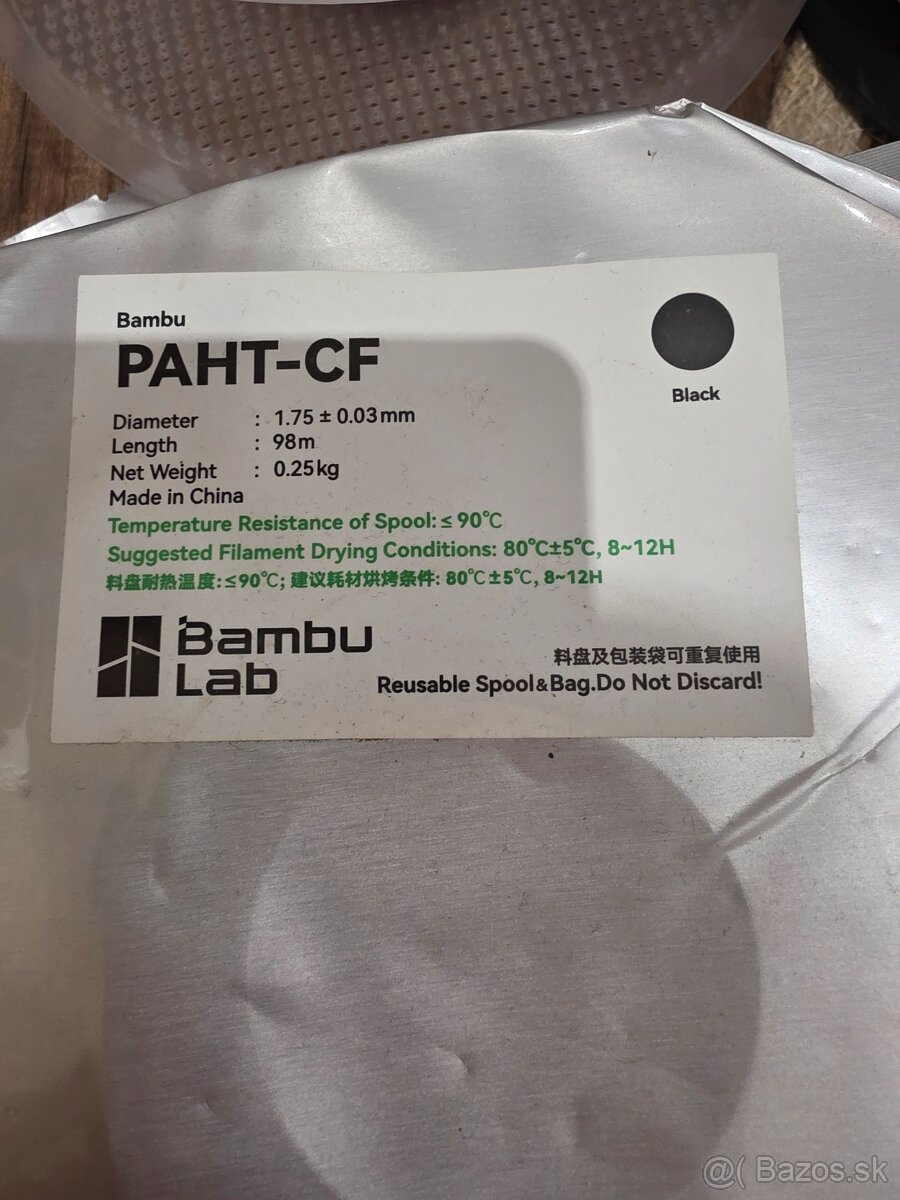 Bambu
PAHT-CF
Black
Diameter : 1.75 ± 0.03mm
Length : 98m
Net Weight : 0.25kg
Made in China
Temperature Resistance of Spool: ≤ 90℃
Suggested Filament Drying Conditions: 80℃±5℃, 8~12H
料盘耐热温度:≤90℃; 建议耗材烘烤条件: 80℃±5℃, 8~12H
Bambu
Lab
料盘及包装袋可重复使用
Reusable Spool&Bag.Do Not Discard!
@( Bazos.sk